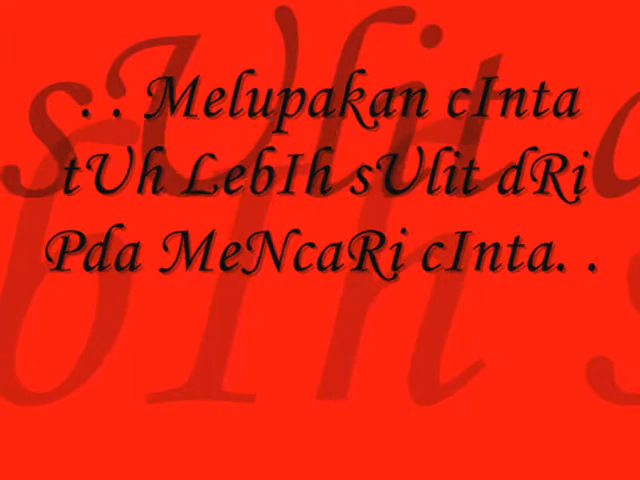 . . Melupakan cInta
tUh LebIh sUlit dRi
Pda MeNcaRi cInta. .